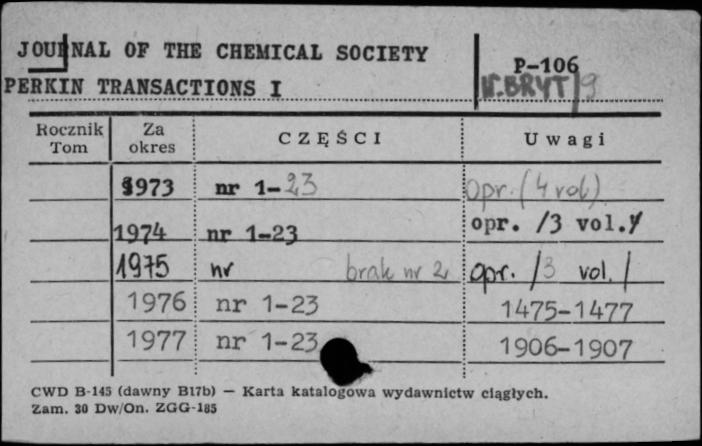 JOURNAL OF THE CHEMICAL SOCIETY
P-106
PERKIN TRANSACTIONS I
W.BRYT 9
Rocznik Tom Za okres CZĘŚCI Uwagi
1973 nr 1-23 opr. (4 vol)
1974 nr 1-23 opr. /3 vol./
1975 nr brak nr 2 opr. /3 vol./
1976 nr 1-23 1475-1477
1977 nr 1-23 1906-1907
CWD B-145 (dawny B17b) — Karta katalogowa wydawnictw ciągłych.
Zam. 30 Dw/On. ZGG-185